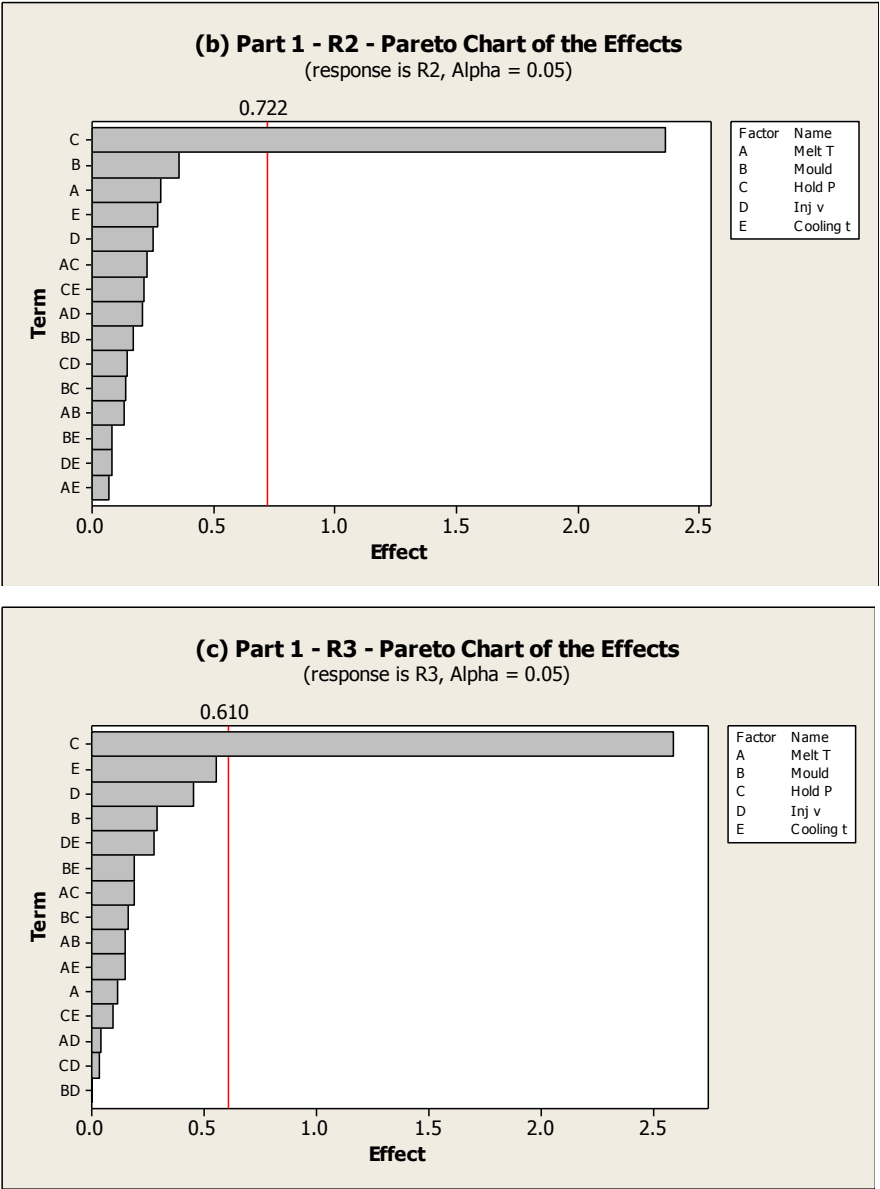 (b) Part 1 - R2 - Pareto Chart of the Effects
(response is R2, Alpha = 0.05)
0.722
Term
C
B
A
E
D
AC
CE
AD
BD
CD
BC
AB
BE
DE
AE
0.0 0.5 1.0 1.5 2.0 2.5
Effect
Factor Name
A Melt T
B Mould
C Hold P
D Inj v
E Cooling t
(c) Part 1 - R3 - Pareto Chart of the Effects
(response is R3, Alpha = 0.05)
0.610
Term
C
E
D
B
DE
BE
AC
BC
AB
AE
A
CE
AD
CD
BD
0.0 0.5 1.0 1.5 2.0 2.5
Effect
Factor Name
A Melt T
B Mould
C Hold P
D Inj v
E Cooling t